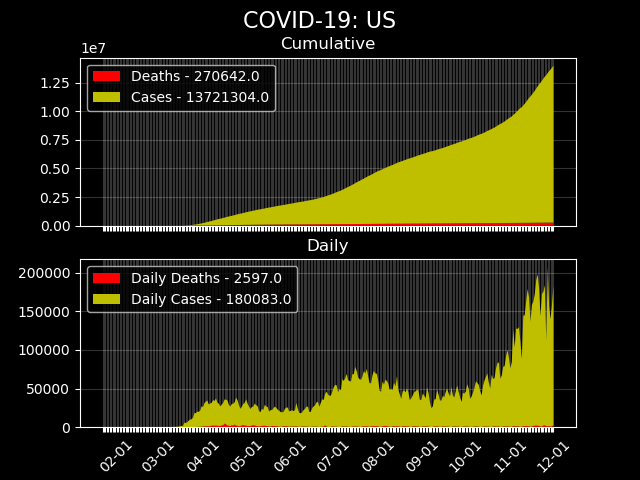 COVID-19: US
Cumulative
1e7
Deaths - 270642.0
Cases - 13721304.0
1.25
1.00
0.75
0.50
0.25
0.00
Daily
Daily Deaths - 2597.0
Daily Cases - 180083.0
200000
150000
100000
50000
0
02-01 03-01 04-01 05-01 06-01 07-01 08-01 09-01 10-01 11-01 12-01